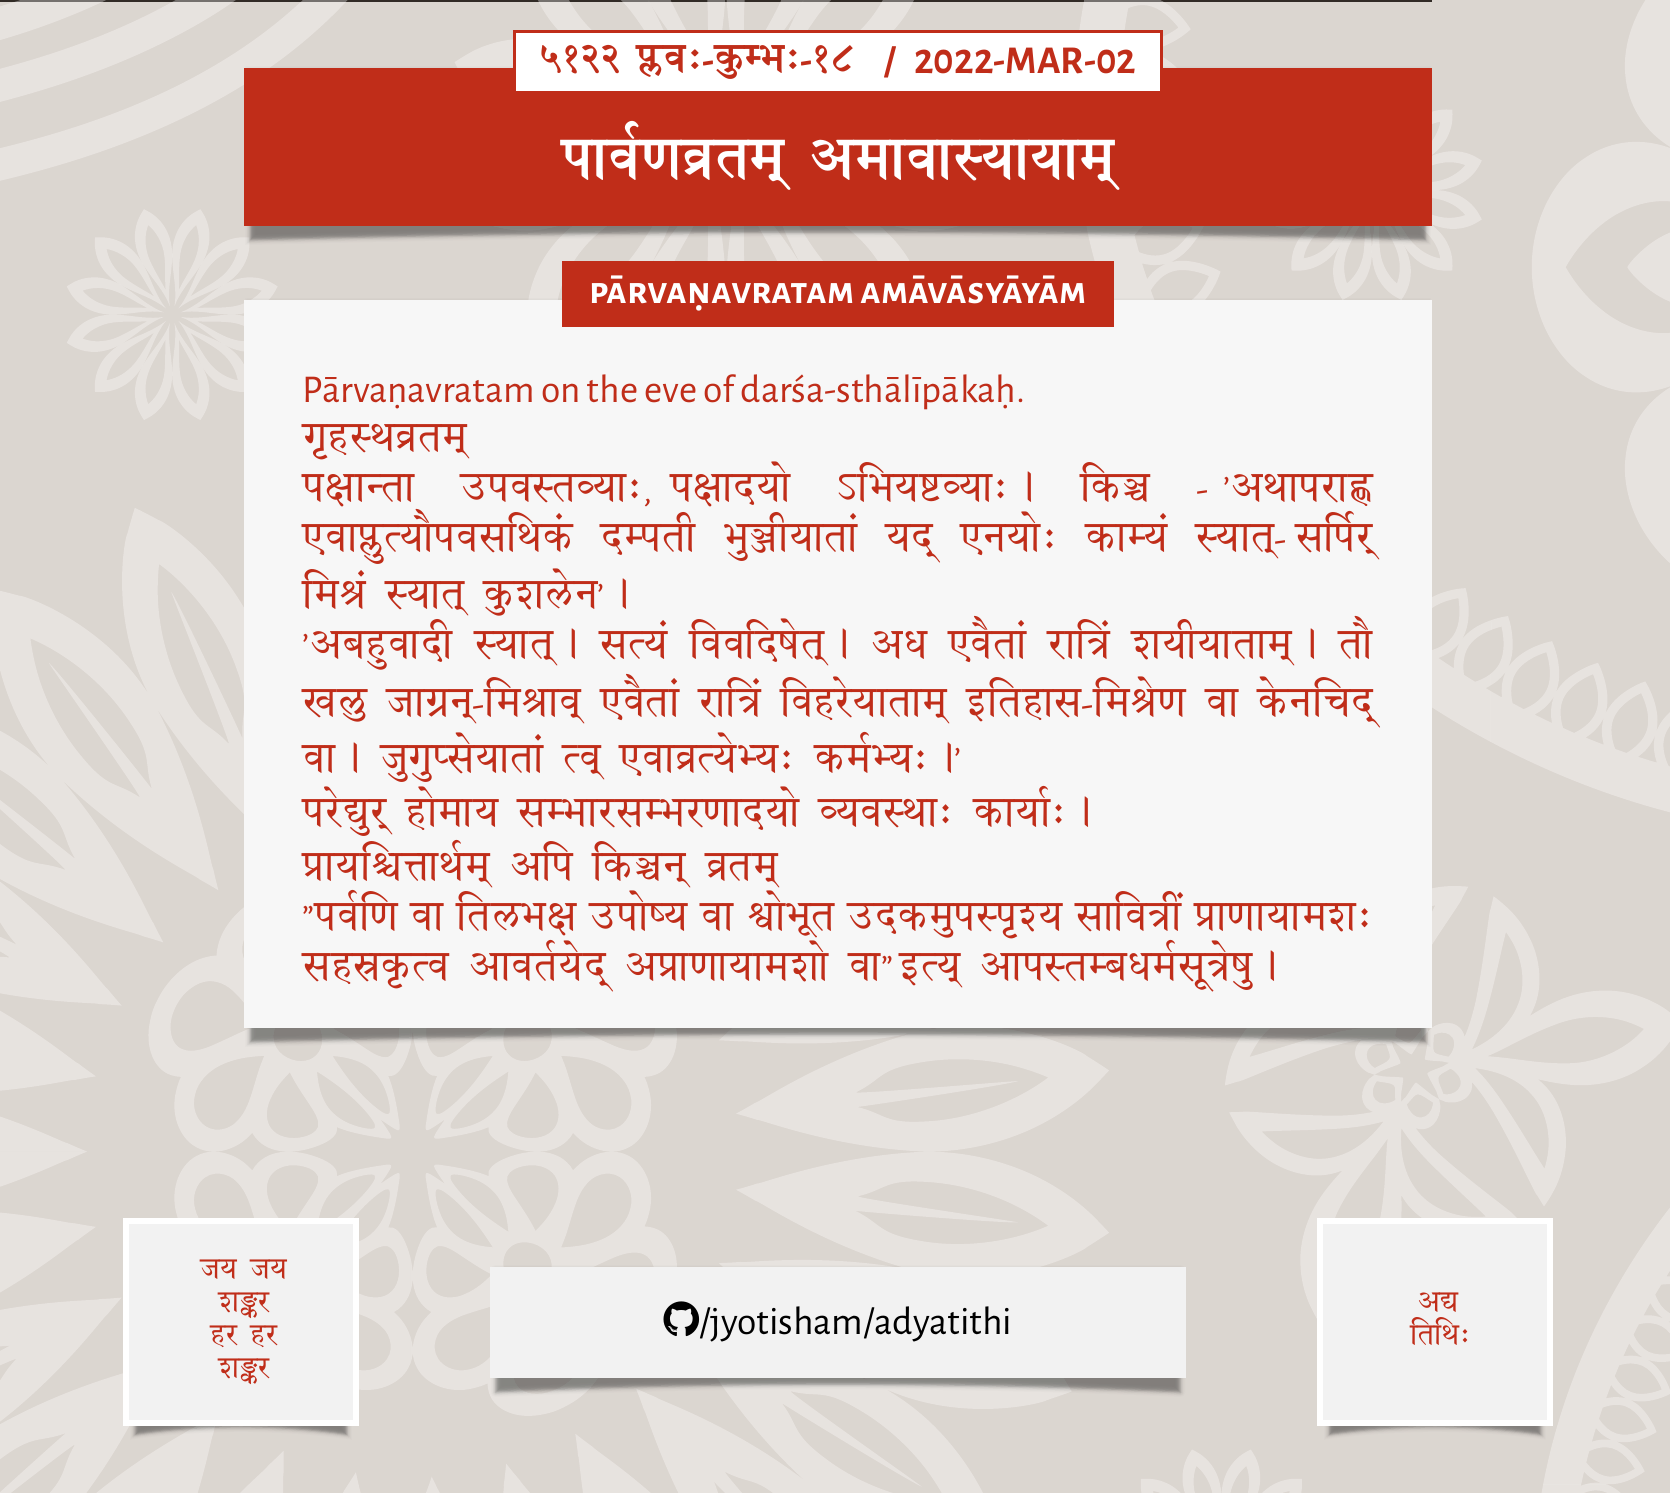 ५१२२ प्लवः-कुम्भः-१८ / 2022-MAR-02
पार्वणव्रतम् अमावास्यायाम्
PĀRVAṆAVRATAM AMĀVĀSYĀYĀM
Pārvaṇavratam on the eve of darśa-sthālīpākaḥ.
गृहस्थव्रतम्
पक्षान्ता उपवस्तव्याः, पक्षादयो ऽभियष्टव्याः । किञ्च - ’अथापराह्ण
एवाप्लुत्यौपवसथिकं दम्पती भुञ्जीयातां यद् एनयोः काम्यं स्यात्- सर्पिर्
मिश्रं स्यात् कुशलेन’ ।
’अबहुवादी स्यात् । सत्यं विवदिषेत् । अध एवैतां रात्रिं शयीयाताम् । तौ
खलु जाग्रन्-मिश्राव् एवैतां रात्रिं विहरेयाताम् इतिहास-मिश्रेण वा केनचिद्
वा । जुगुप्सेयातां त्व् एवाव्रत्येभ्यः कर्मभ्यः ।’
परेद्युर् होमाय सम्भारसम्भरणादयो व्यवस्थाः कार्याः ।
प्रायश्चित्तार्थम् अपि किञ्चन् व्रतम्
”पर्वणि वा तिलभक्ष उपोष्य वा श्वोभूत उदकमुपस्पृश्य सावित्रीं प्राणायामशः
सहस्रकृत्व आवर्तयेद् अप्राणायामशो वा” इत्य् आपस्तम्बधर्मसूत्रेषु ।
जय जय
शङ्कर
हर हर
शङ्कर
/jyotisham/adyatithi
अद्य
तिथिः